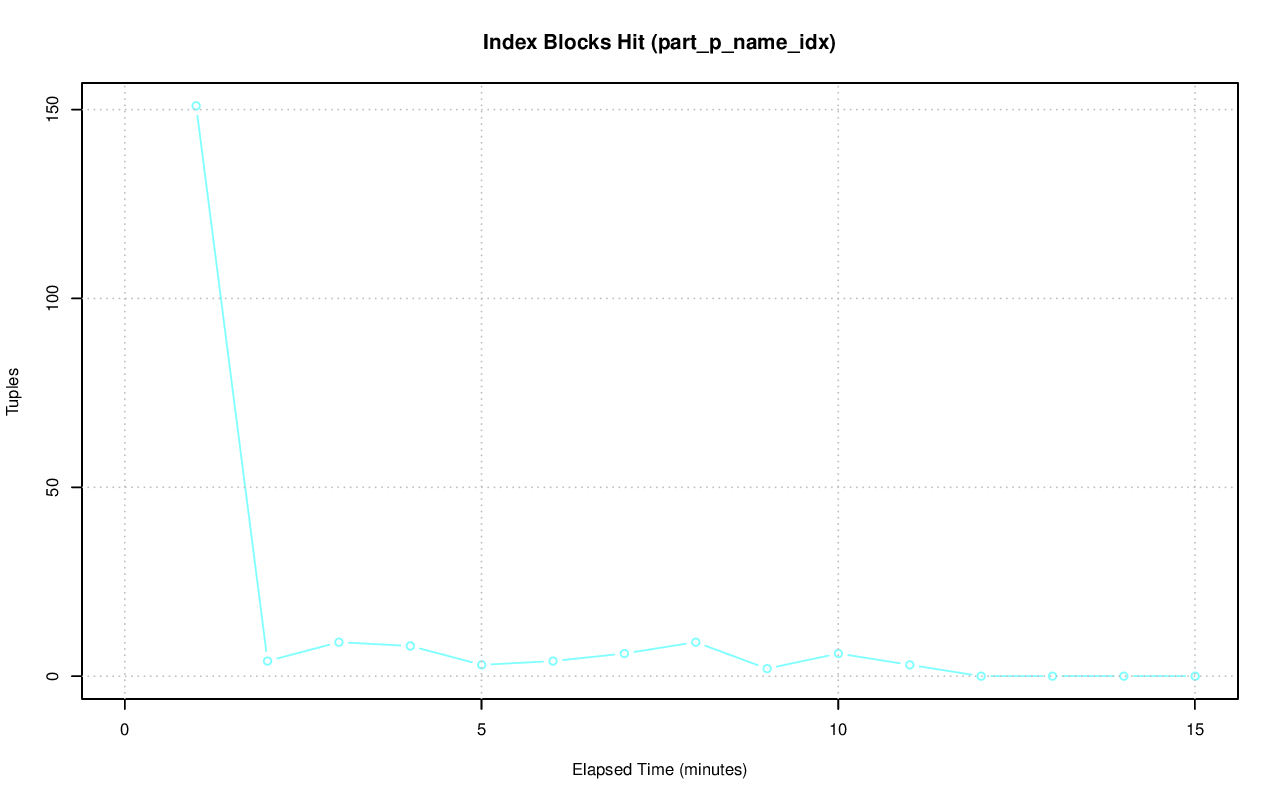 Index Blocks Hit (part_p_name_idx)
150
100
50
0
Tuples
0 5 10 15
Elapsed Time (minutes)